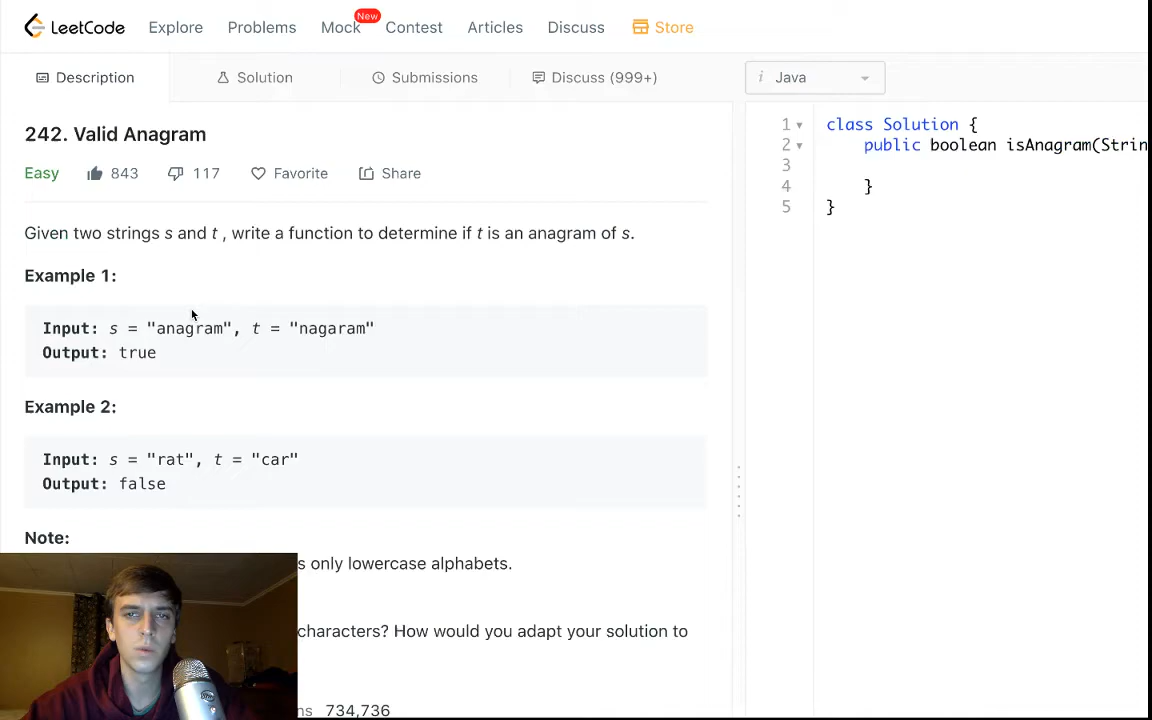 LeetCode Explore Problems Mock New Contest Articles Discuss Store
Description Solution Submissions Discuss (999+) i Java
242. Valid Anagram
Easy 843 117 Favorite Share
Given two strings s and t , write a function to determine if t is an anagram of s.
Example 1:
Input: s = "anagram", t = "nagaram"
Output: true
Example 2:
Input: s = "rat", t = "car"
Output: false
Note:
s only lowercase alphabets.
characters? How would you adapt your solution to
ns 734,736
1 class Solution {
2 public boolean isAnagram(Strin
3
4 }
5 }